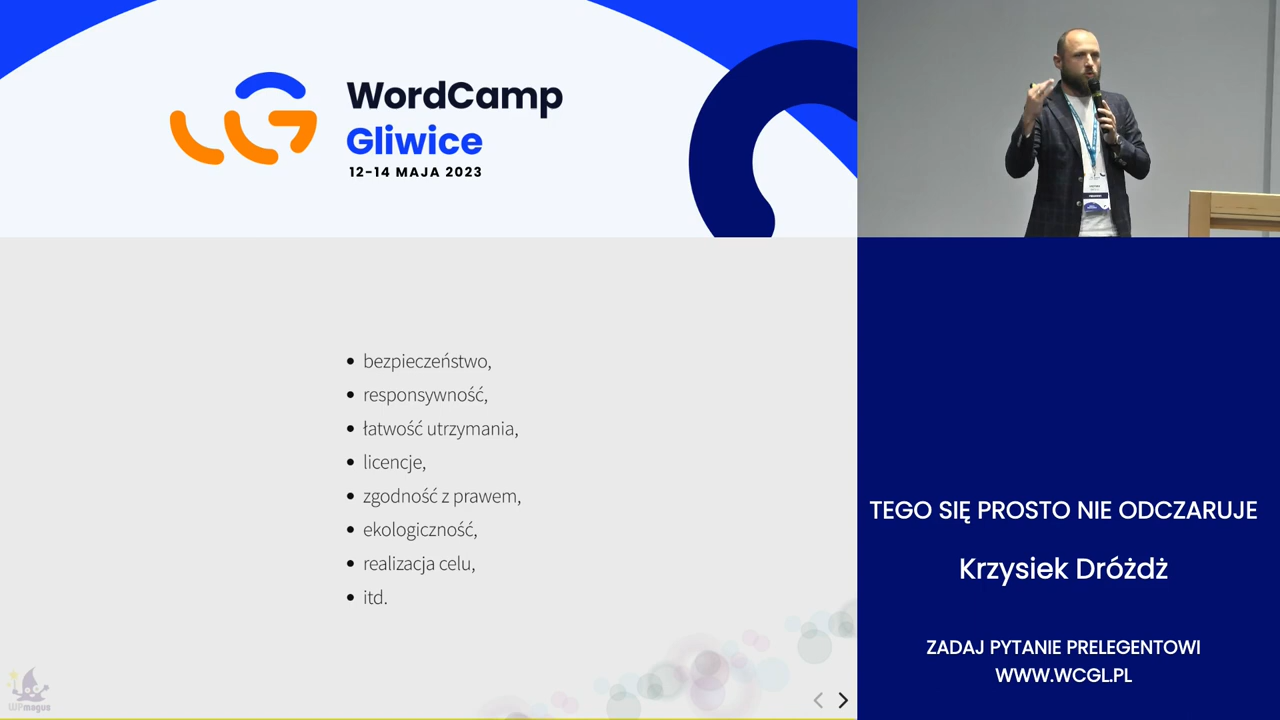 WordCamp
Gliwice
12-14 MAJA 2023
bezpieczeństwo,
responsywność,
łatwość utrzymania,
licencje,
zgodność z prawem,
ekologiczność,
realizacja celu,
itd.
WPmagus
TEGO SIĘ PROSTO NIE ODCZARUJE
Krzysiek Dróżdż
ZADAJ PYTANIE PRELEGENTOWI
WWW.WCGL.PL